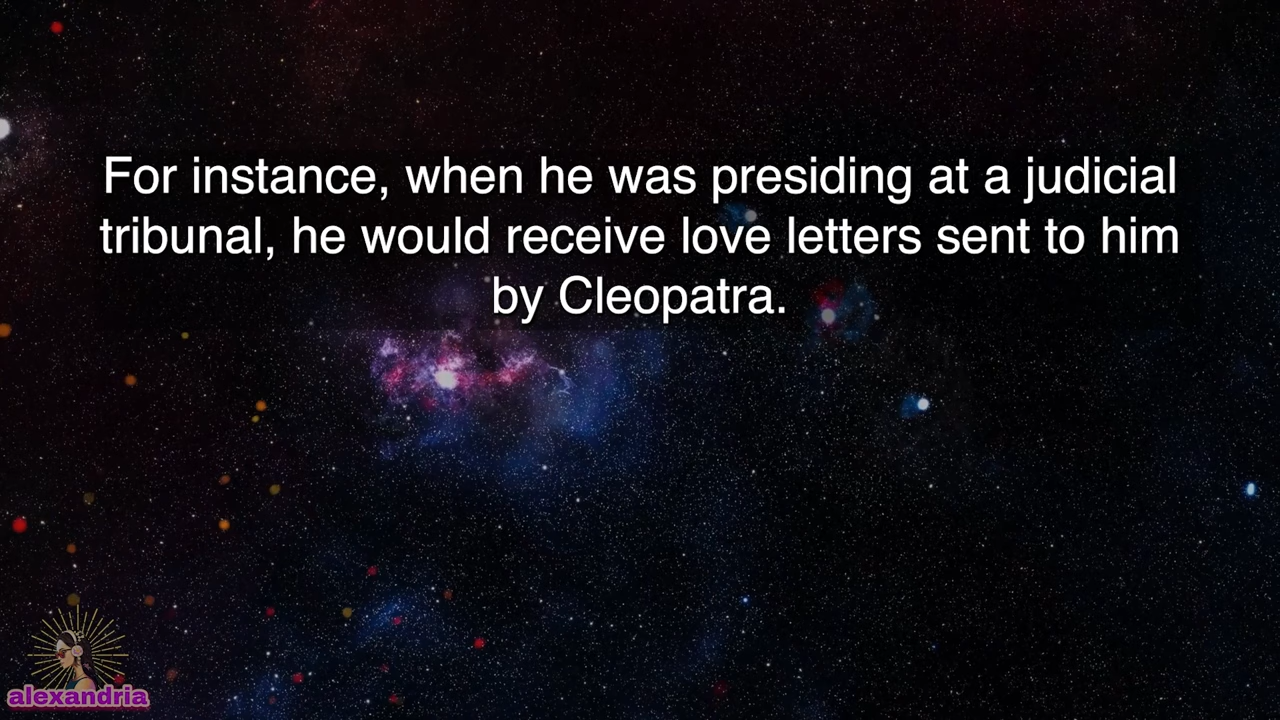 For instance, when he was presiding at a judicial
tribunal, he would receive love letters sent to him
by Cleopatra.
alexandria